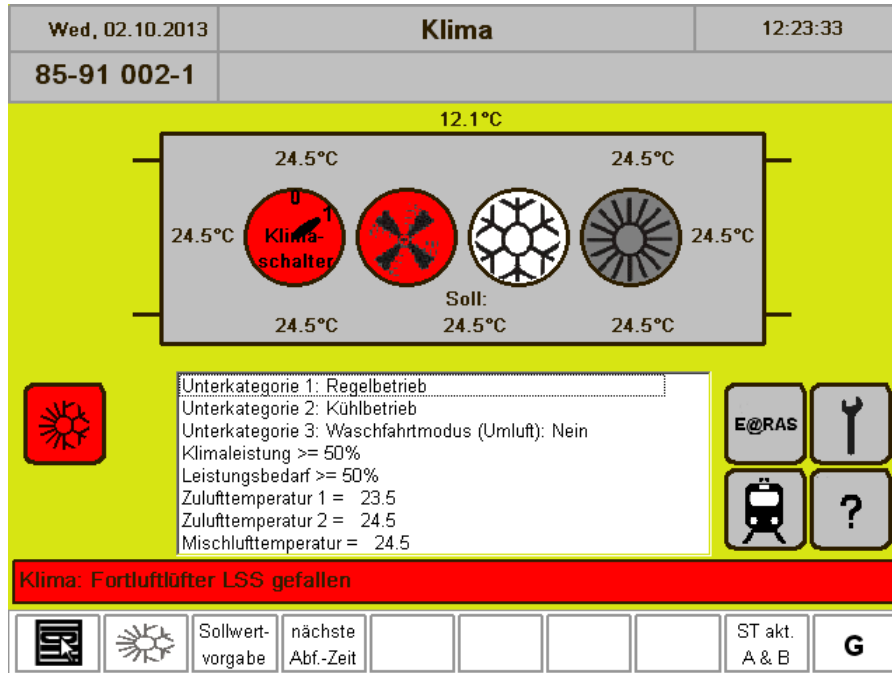 Wed, 02.10.2013 Klima 12:23:33
85-91 002-1
12.1°C
24.5°C 24.5°C
24.5°C 0 1 Klima- 24.5°C
schalter
Soll:
24.5°C 24.5°C 24.5°C
Unterkategorie 1: Regelbetrieb
Unterkategorie 2: Kühlbetrieb
Unterkategorie 3: Waschfahrtmodus (Umluft): Nein
Klimaleistung >= 50%
Leistungsbedarf >= 50%
Zulufttemperatur 1 = 23.5
Zulufttemperatur 2 = 24.5
Mischlufttemperatur = 24.5
E@RAS
?
Klima: Fortluftlüfter LSS gefallen
Sollwert- nächste ST akt.
vorgabe Abf.-Zeit A & B G